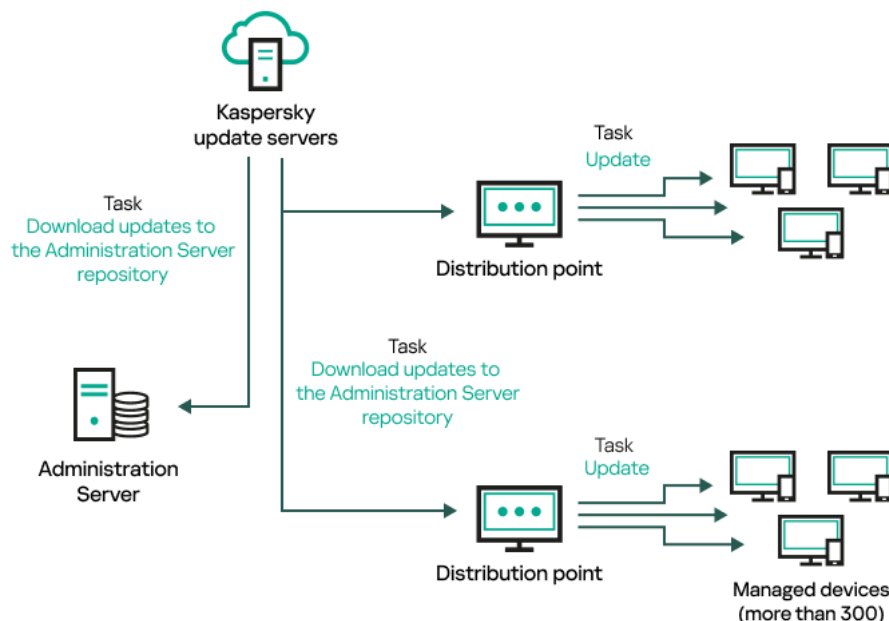 Kaspersky
update servers
Task
Update
Task
Download updates to
the Administration Server
repository
Distribution point
Task
Download updates to
the Administration Server
repository
Administration
Server
Task
Update
Distribution point
Managed devices
(more than 300)